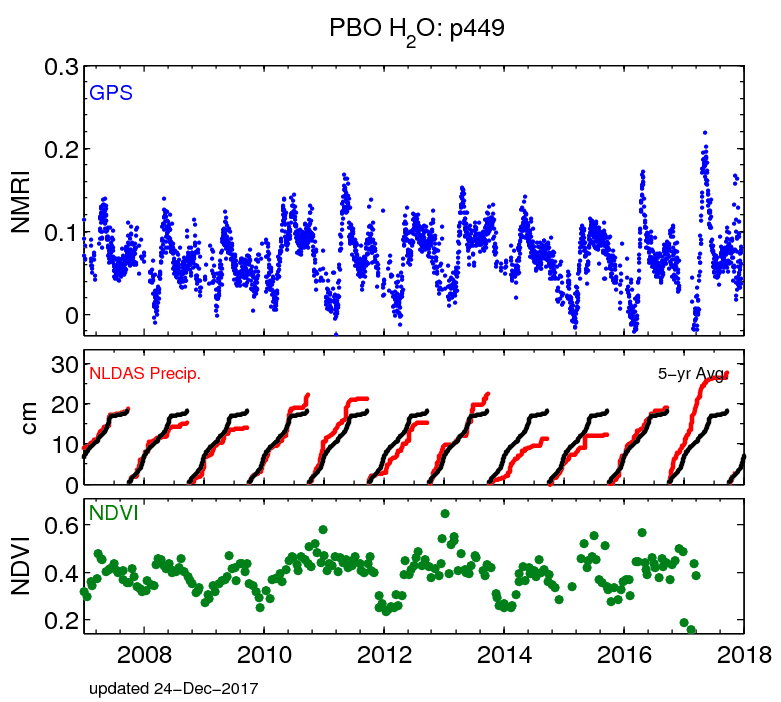 PBO H2O: p449
0.3
GPS
0.2
NMRI
0.1
0
30
NLDAS Precip.
5−yr Avg.
20
cm
10
0
NDVI
0.6
NDVI
0.4
0.2
2008 2010 2012 2014 2016 2018
updated 24−Dec−2017